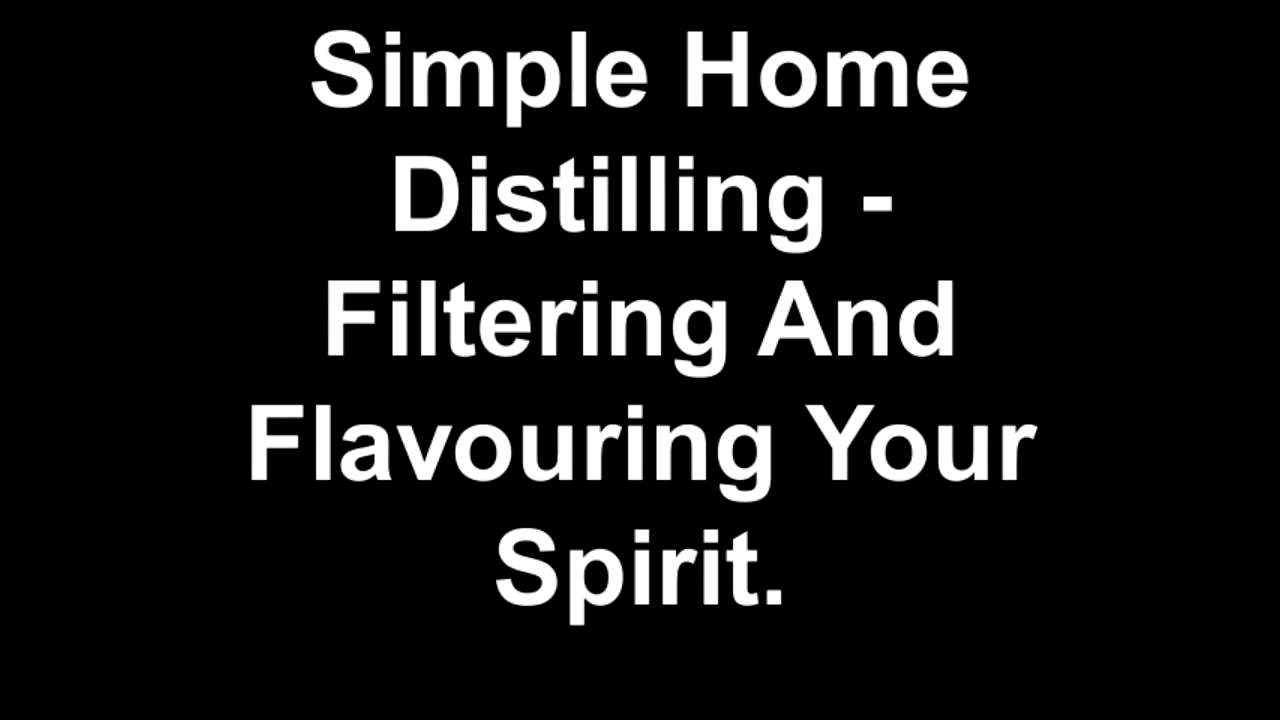 Simple Home
Distilling -
Filtering And
Flavouring Your
Spirit.